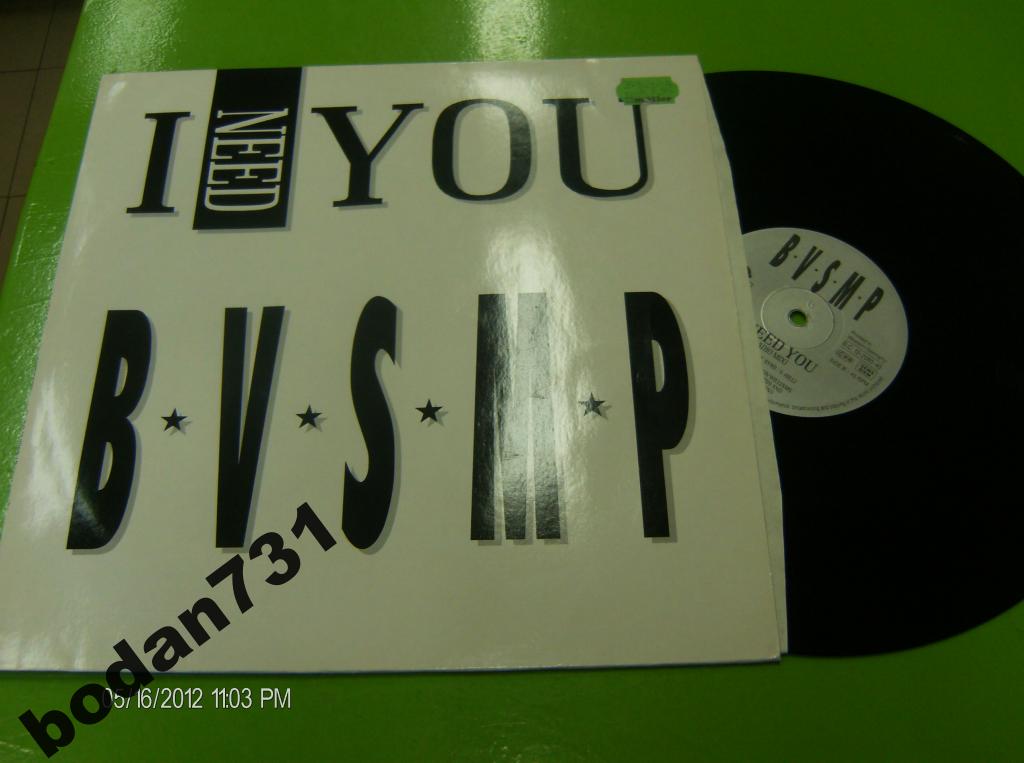 I NEED YOU
B★V★S★M★P
B·V·S·M·P
NEED YOU
bodan731
05/16/2012 11:03 PM